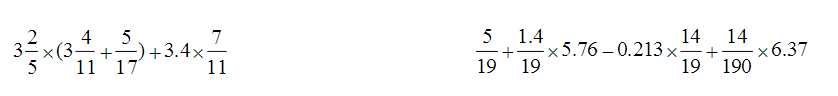 3 2/5 × (3 4/11 + 5/17) + 3.4 × 7/11    5/19 + 1.4/19 × 5.76 − 0.213 × 14/19 + 14/190 × 6.37